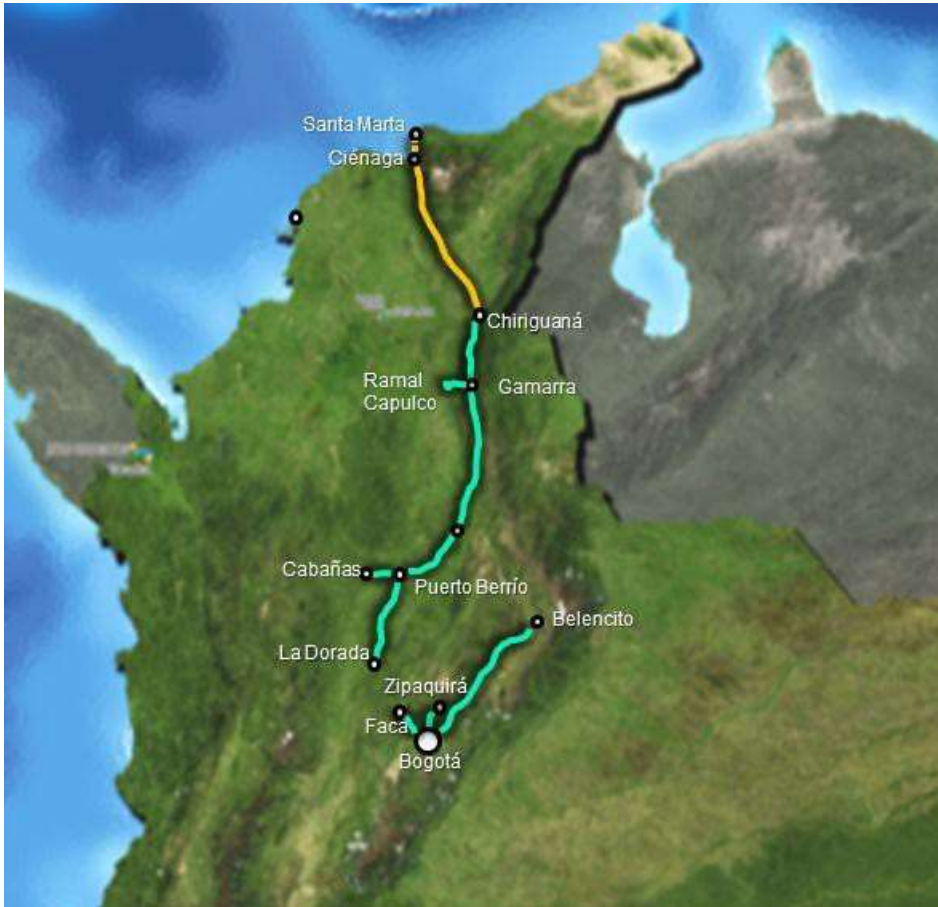 Santa Marta
Ciénaga
Chiriguaná
Ramal
Capulco
Gamarra
Cabañas
Puerto Berrío
Belencito
La Dorada
Zipaquirá
Faca
Bogotá